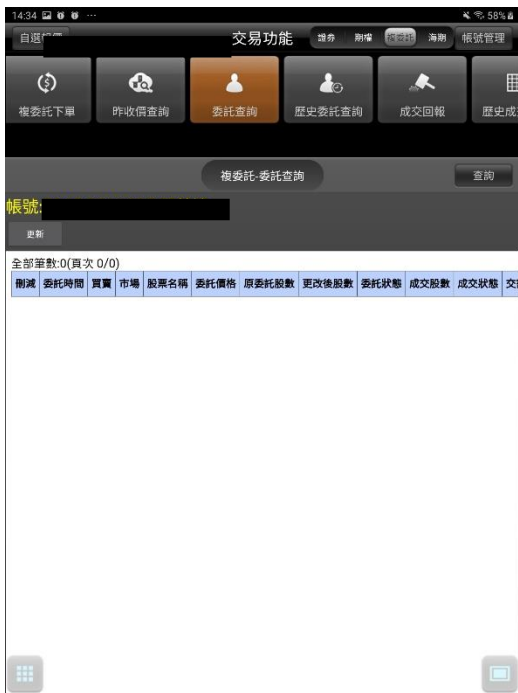 14:34 ... 58%
自選報價 交易功能 證券 期權 複委託 海期 帳號管理
複委託下單 昨收價查詢 委託查詢 歷史委託查詢 成交回報 歷史成
複委託-委託查詢 查詢
帳號:
更新
全部筆數:0(頁次 0/0)
刪減 委託時間 買賣 市場 股票名稱 委託價格 原委託股數 更改後股數 委託狀態 成交股數 成交狀態 交